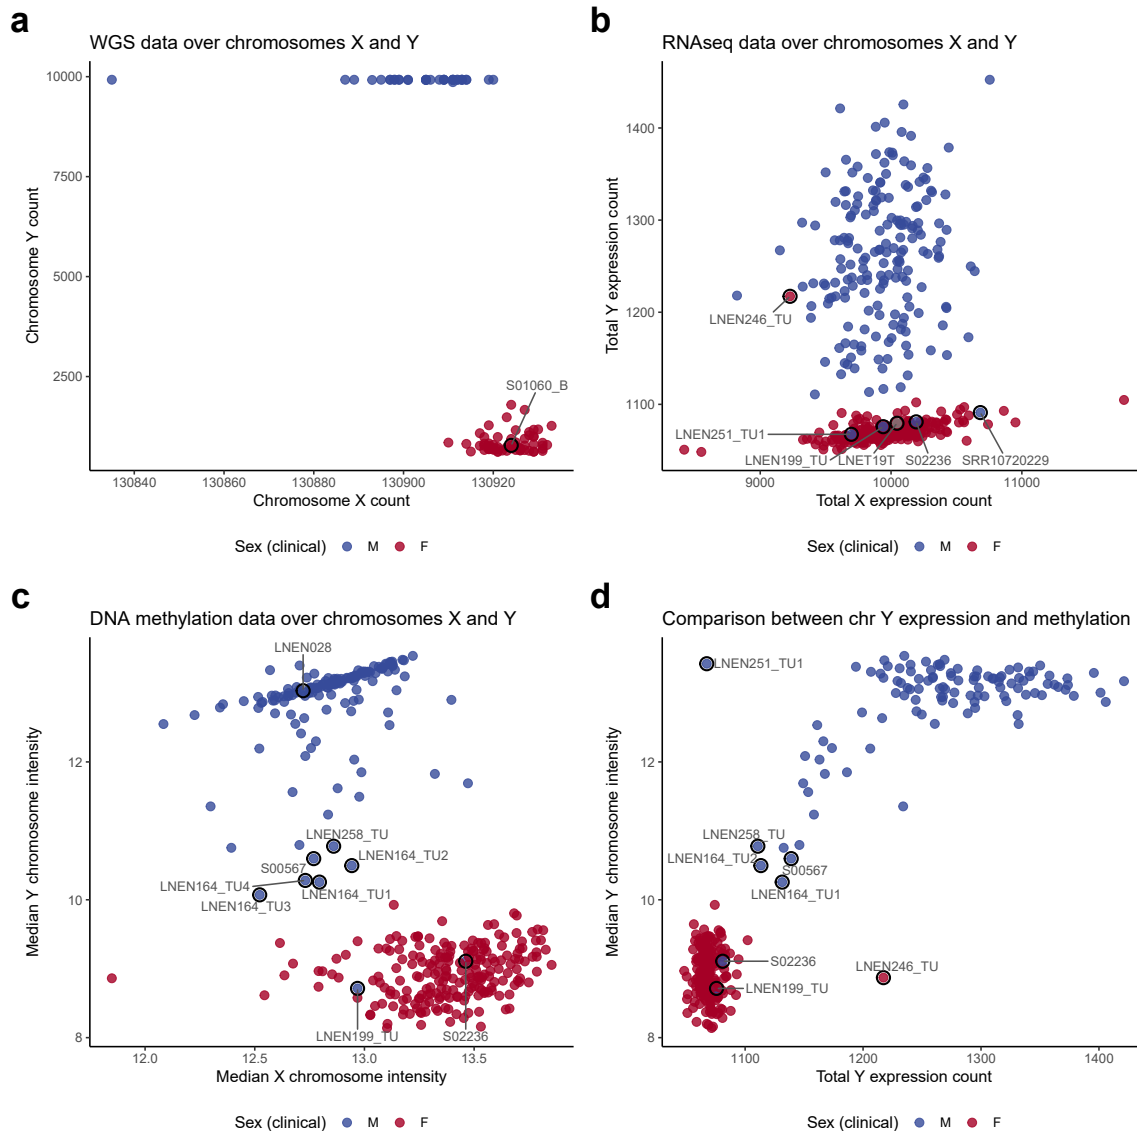 a
WGS data over chromosomes X and Y
Chromosome Y count
10000
7500
5000
2500
S01060_B
130840
130860
130880
130900
130920
Chromosome X count
Sex (clinical) M F
b
RNAseq data over chromosomes X and Y
Total Y expression count
1400
1300
1200
1100
LNEN246_TU
LNEN251_TU1
LNEN199_TU
LNET19T
S02236
SRR10720229
9000
10000
11000
Total X expression count
Sex (clinical) M F
c
DNA methylation data over chromosomes X and Y
Median Y chromosome intensity
12
10
8
LNEN028
LNEN258_TU
LNEN164_TU2
S00567
LNEN164_TU4
LNEN164_TU1
LNEN164_TU3
LNEN199_TU
S02236
12.0
12.5
13.0
13.5
Median X chromosome intensity
Sex (clinical) M F
d
Comparison between chr Y expression and methylation
Median Y chromosome intensity
12
10
8
LNEN251_TU1
LNEN258_TU
LNEN164_TU2
S00567
LNEN164_TU1
S02236
LNEN246_TU
LNEN199_TU
1100
1200
1300
1400
Total Y expression count
Sex (clinical) M F